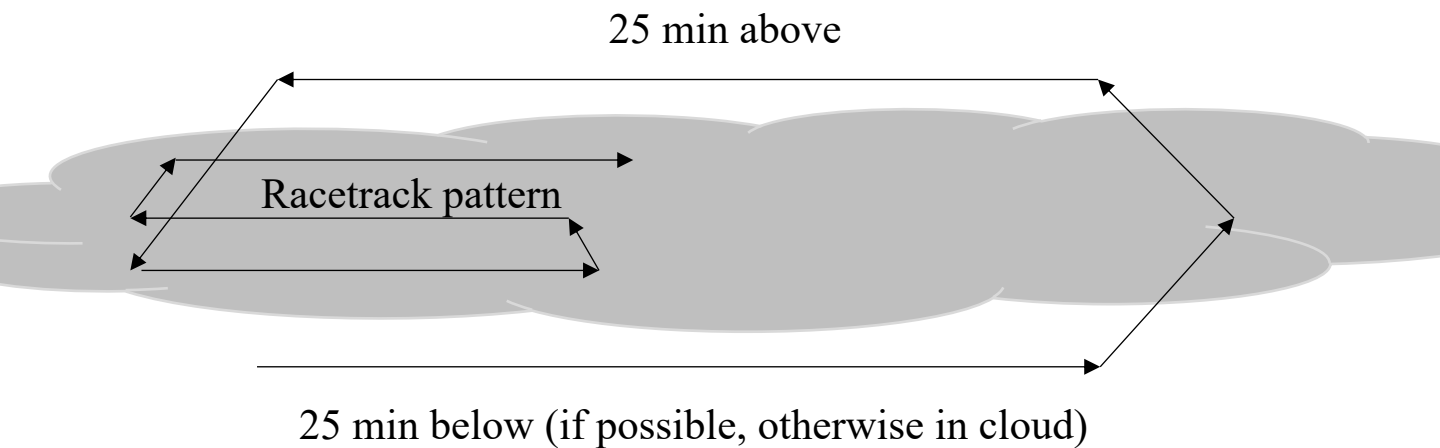 25 min above
Racetrack pattern
25 min below (if possible, otherwise in cloud)